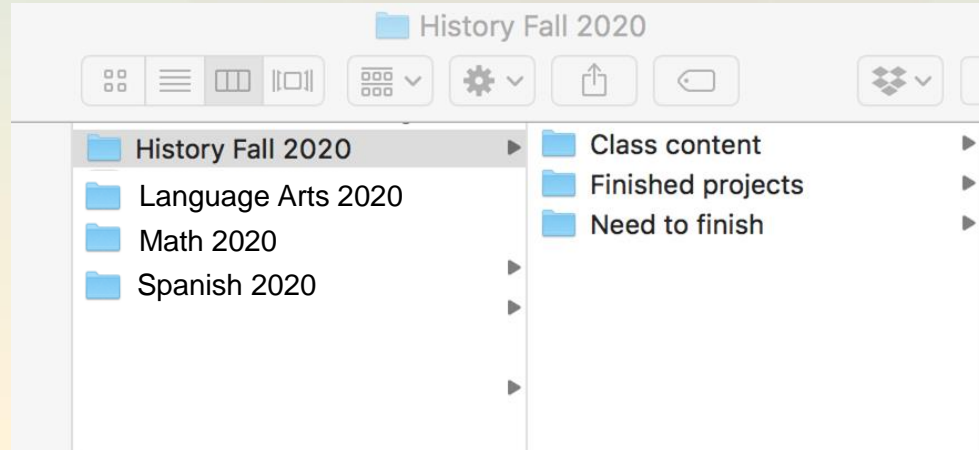 History Fall 2020
History Fall 2020
Language Arts 2020
Math 2020
Spanish 2020
Class content
Finished projects
Need to finish